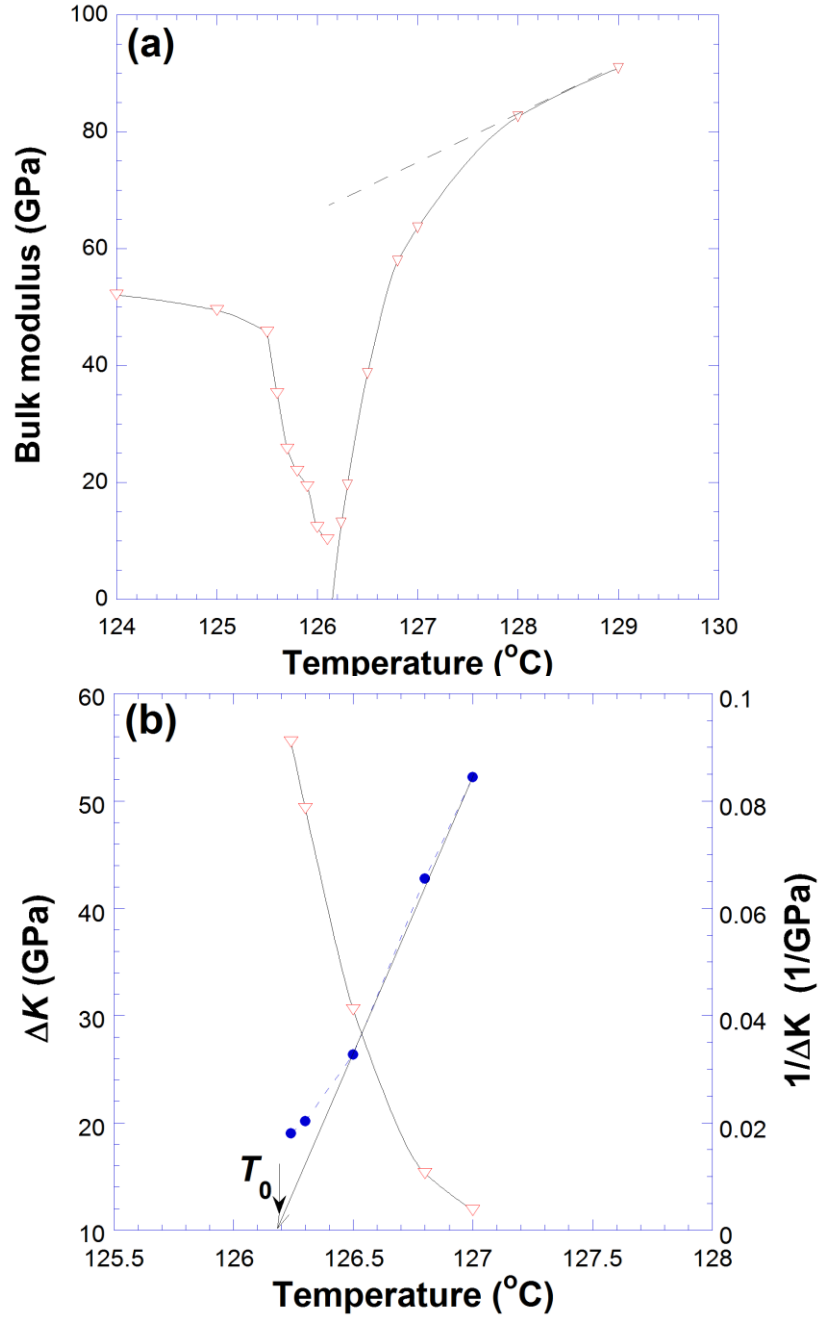 (a)
100
80
60
40
20
0
Bulk modulus (GPa)
124 125 126 127 128 129 130
Temperature (°C)
(b)
60
50
40
30
20
10
ΔK (GPa)
0.1
0.08
0.06
0.04
0.02
0
1/ΔK (1/GPa)
T₀
125.5 126 126.5 127 127.5 128
Temperature (°C)